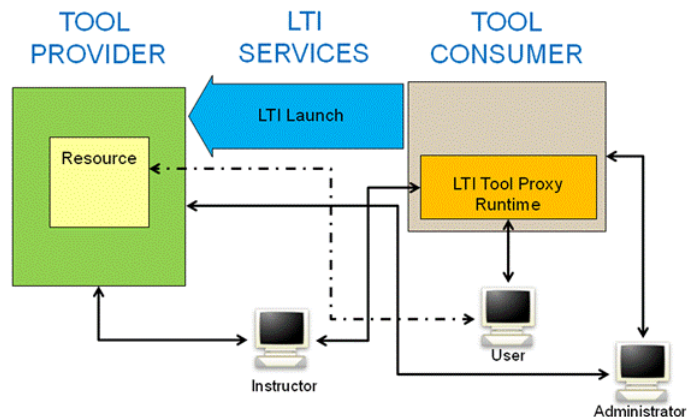 TOOL
PROVIDER
LTI
SERVICES
TOOL
CONSUMER
LTI Launch
Resource
LTI Tool Proxy
Runtime
User
Instructor
Administrator